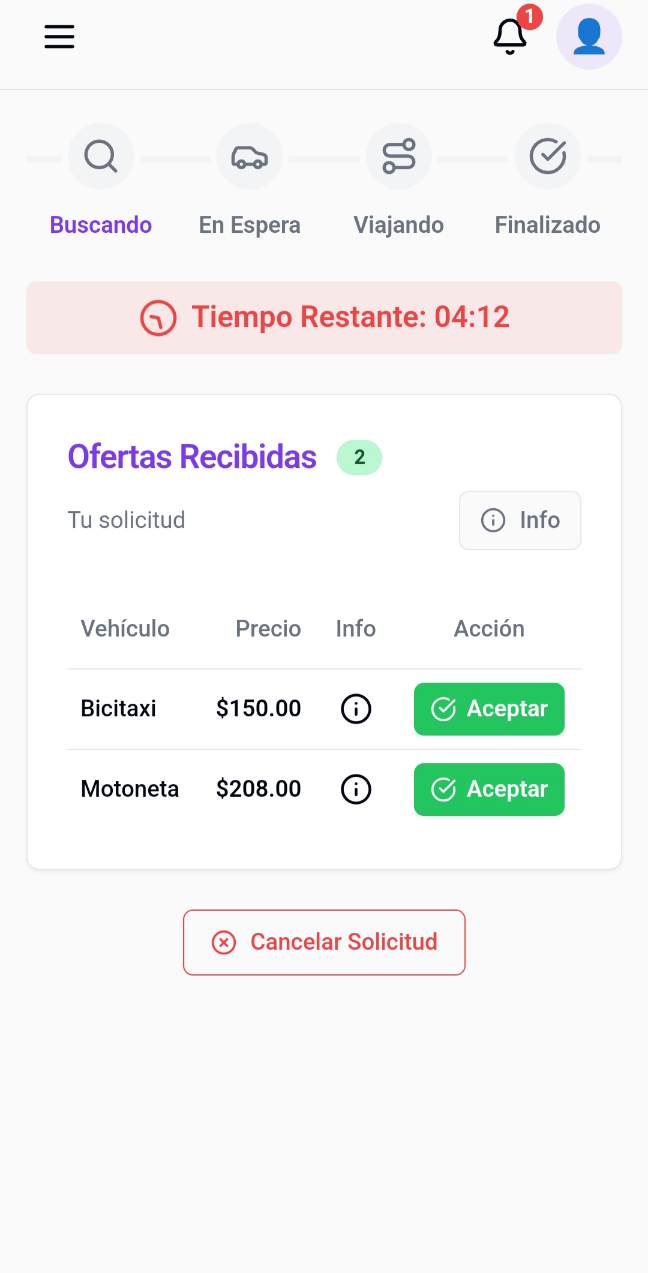 1
Buscando
En Espera
Viajando
Finalizado
Tiempo Restante: 04:12
Ofertas Recibidas 2
Tu solicitud
Info
Vehículo Precio Info Acción
Bicitaxi $150.00 Aceptar
Motoneta $208.00 Aceptar
Cancelar Solicitud